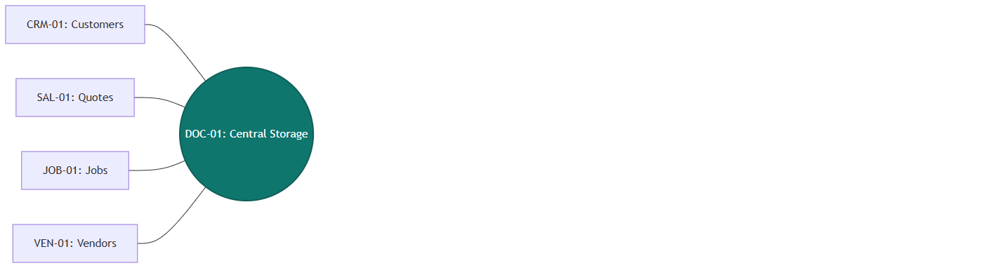 CRM-01: Customers
SAL-01: Quotes
DOC-01: Central Storage
JOB-01: Jobs
VEN-01: Vendors